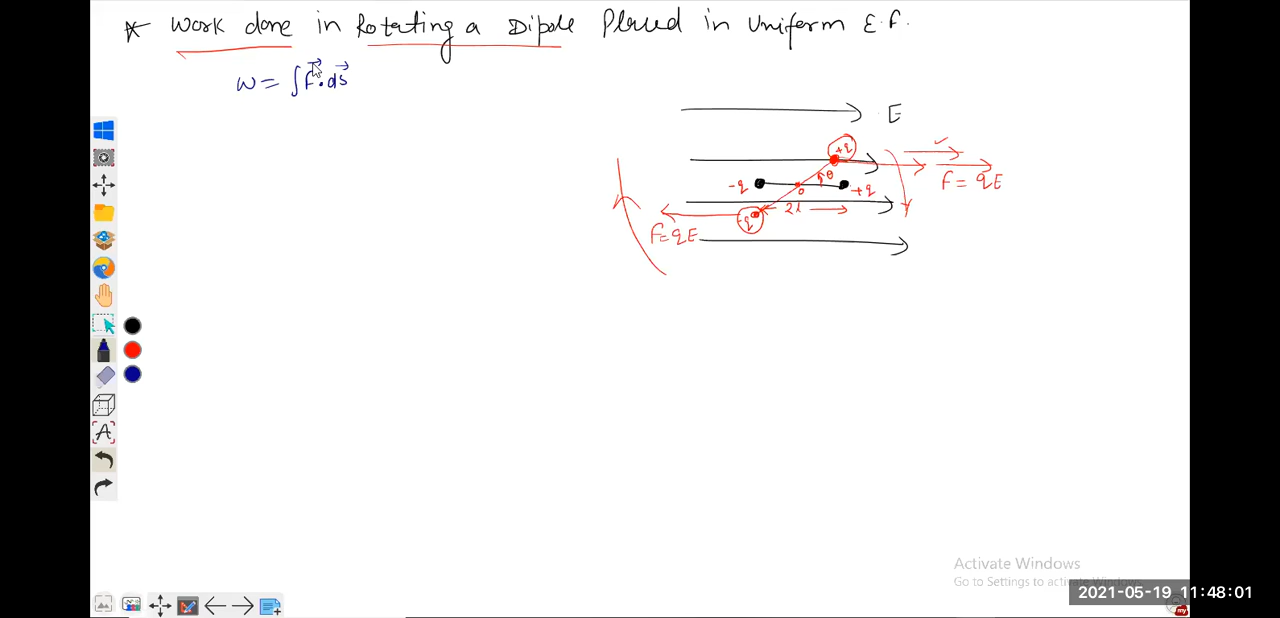 * Work done in Rotating a Dipole Placed in Uniform E.F.
W = ∫F⃗.ds⃗
E
+q
θ
F = qE
-q
o
+q
-q
2l
F = qE
A
Activate Windows
Go to Settings to activate Windows.
2021-05-19 11:48:01
my